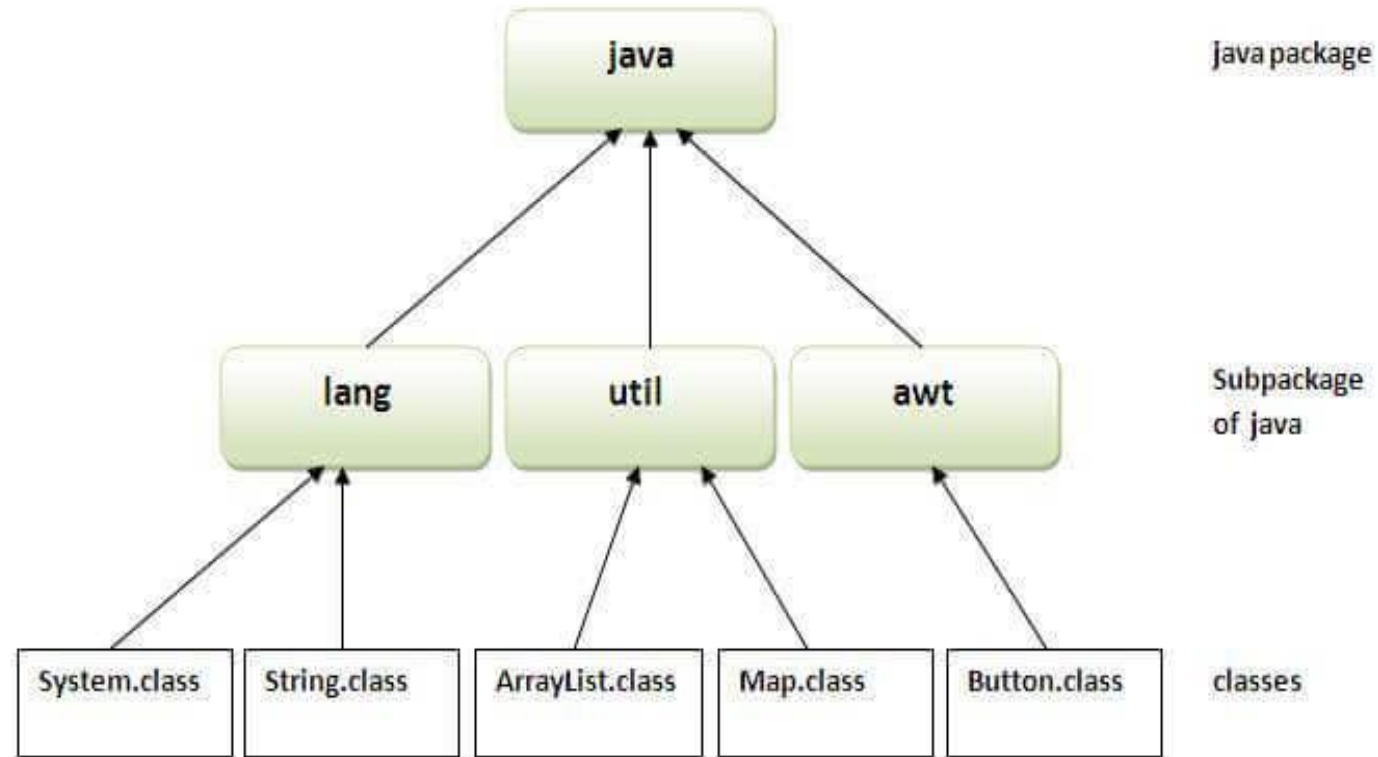 java
java package
lang
util
awt
Subpackage
of java
System.class
String.class
ArrayList.class
Map.class
Button.class
classes